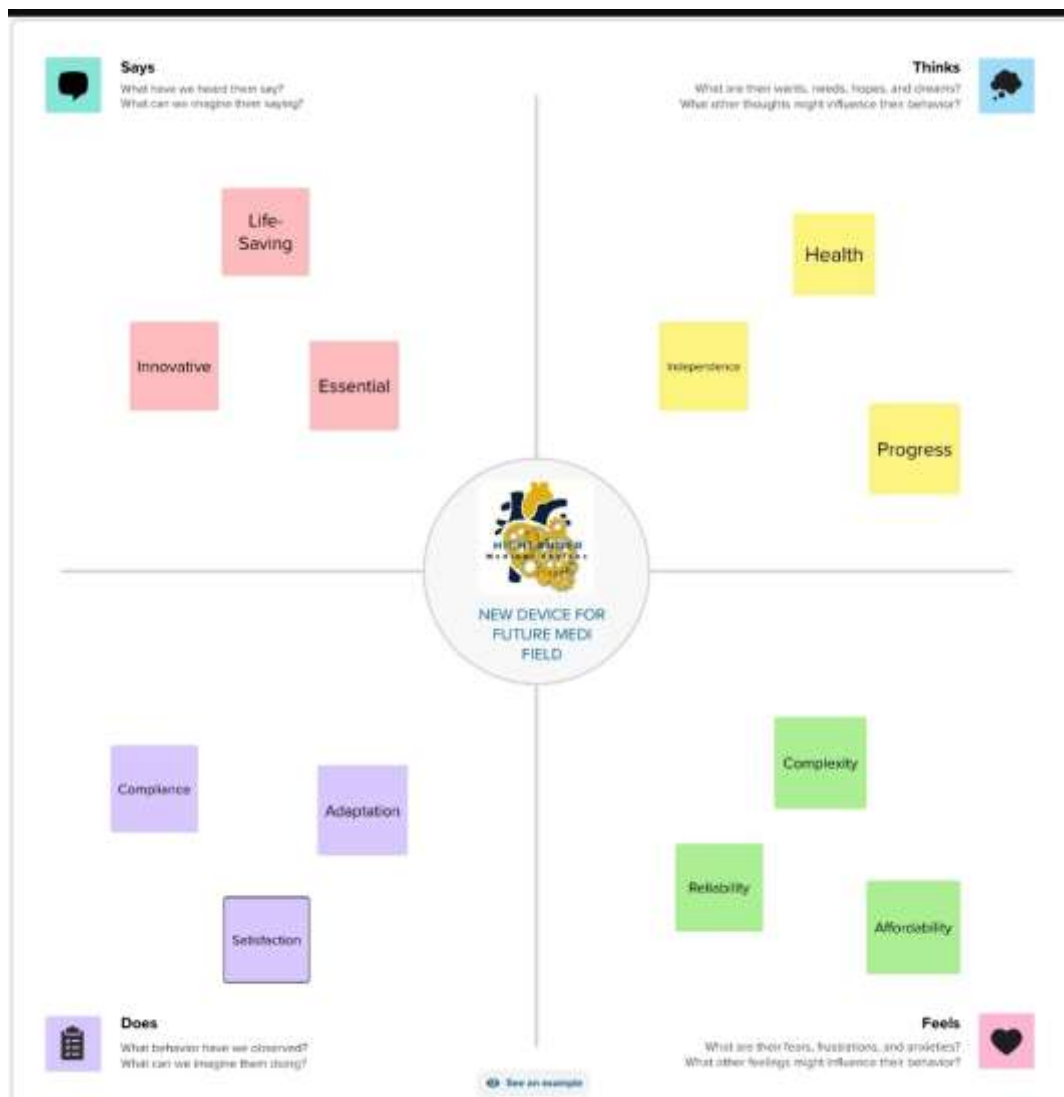 Says
What have we heard them say?
What can we imagine them saying?
Thinks
What are their wants, needs, hopes, and dreams?
What other thoughts might influence their behavior?
Life-
Saving
Innovative
Essential
Health
Independence
Progress
HIGHLANDER
Medical Devices
NEW DEVICE FOR
FUTURE MEDI
FIELD
Compliance
Adaptation
Satisfaction
Complexity
Reliability
Affordability
Does
What behavior have we observed?
What can we imagine them doing?
Feels
What are their fears, frustrations, and anxieties?
What other feelings might influence their behavior?
See an example